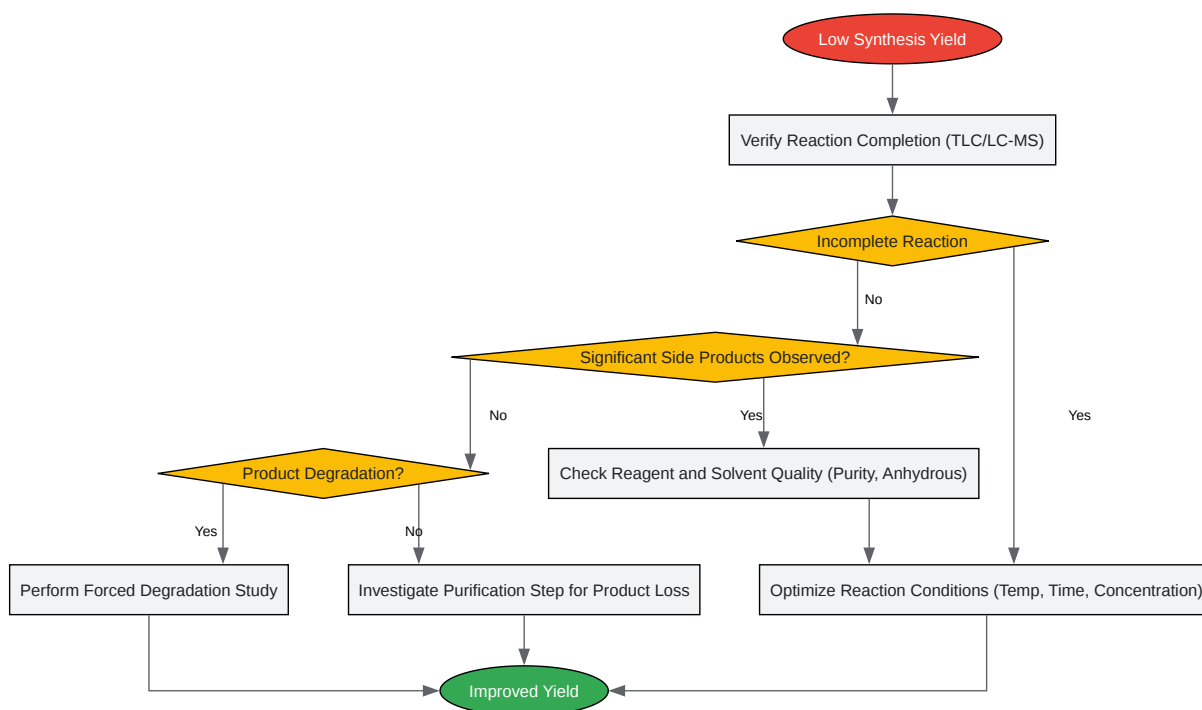 Low Synthesis Yield
Verify Reaction Completion (TLC/LC-MS)
Incomplete Reaction
No
Significant Side Products Observed?
No
Yes
Yes
Product Degradation?
Check Reagent and Solvent Quality (Purity, Anhydrous)
Yes
No
Perform Forced Degradation Study
Investigate Purification Step for Product Loss
Optimize Reaction Conditions (Temp, Time, Concentration)
Improved Yield